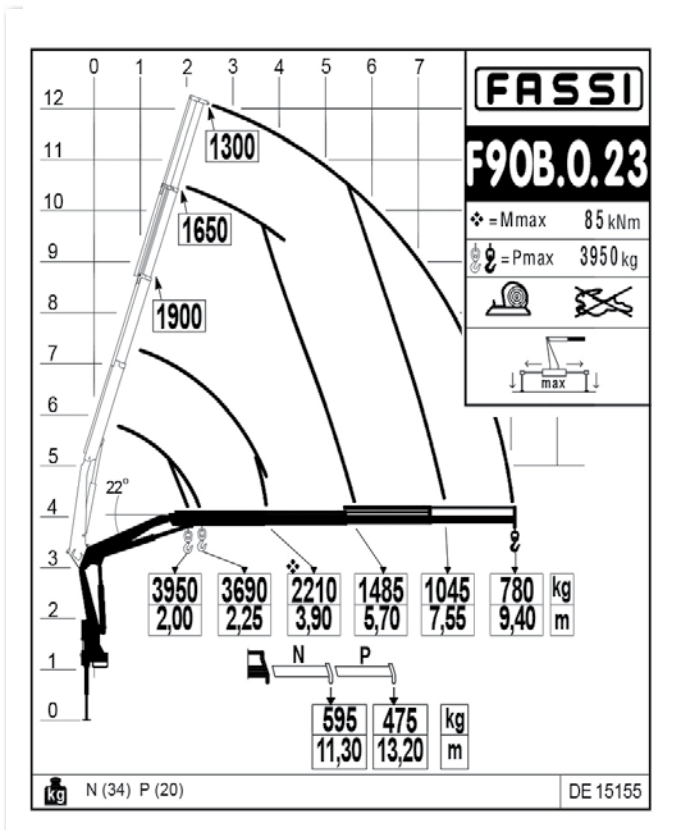 0 1 2 3 4 5 6 7
FASSI
F90B.0.23
=Mmax 85 kNm
=Pmax 3950 kg
max
12
11
10
9
8
7
6
5
4
3
2
1
0
1300
1650
1900
22°
3950 3690 2210 1485 1045 780 kg
2,00 2,25 3,90 5,70 7,55 9,40 m
N P
595 475 kg
11,30 13,20 m
kg N (34) P (20) DE 15155